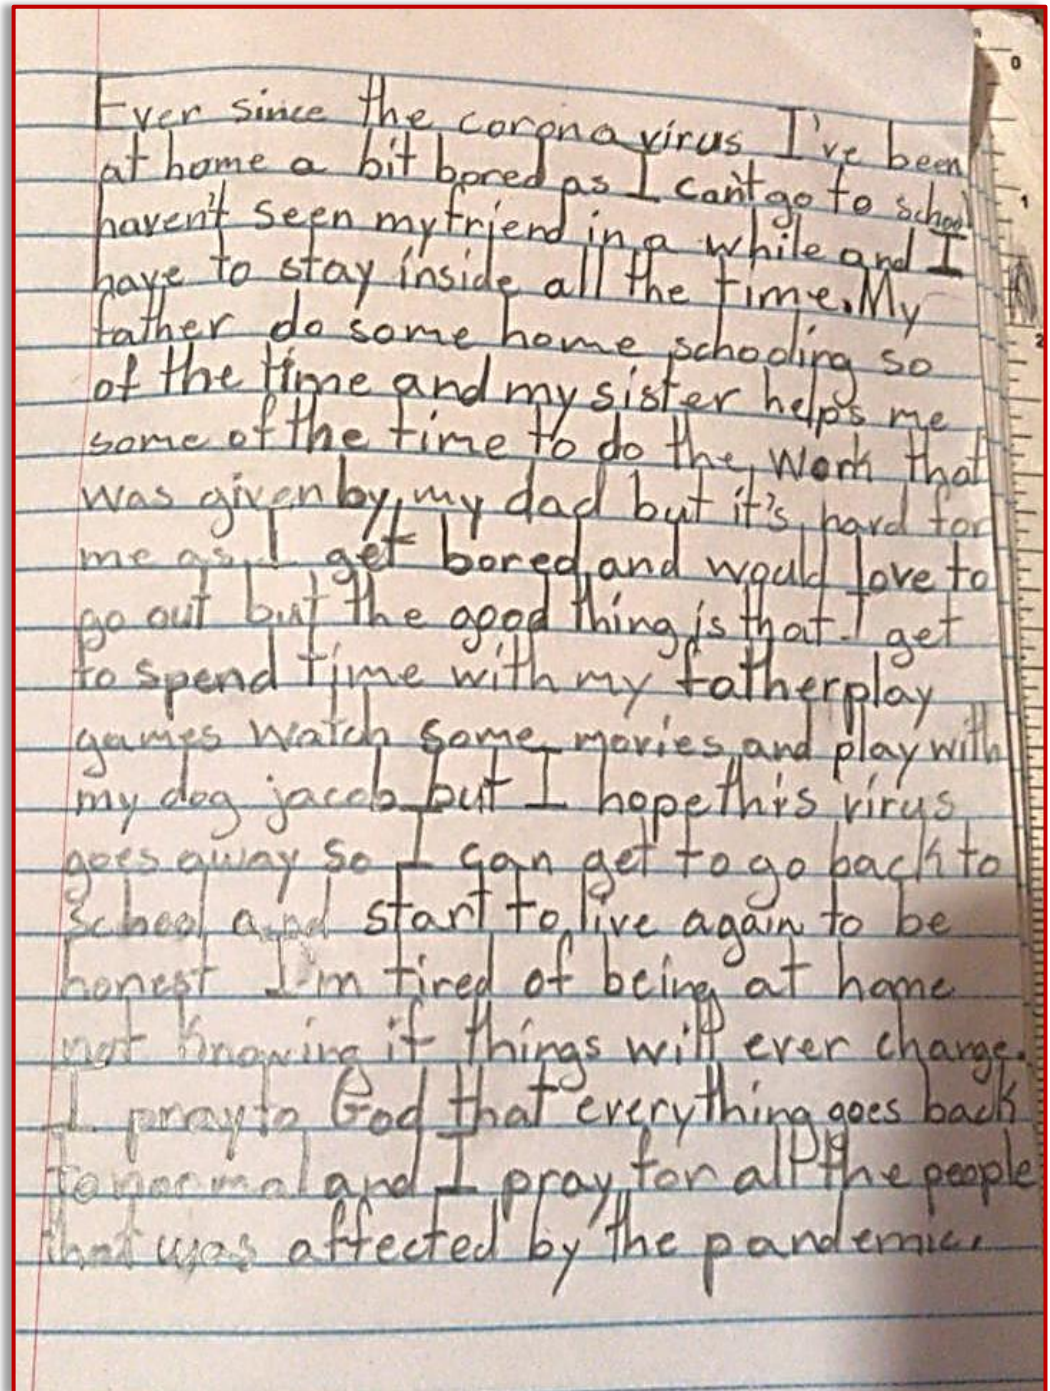 Ever since the corona virus I've been
at home a bit bored as I can't go to school
haven't seen my friend in a while and I
have to stay inside all the time. My
father do some home schooling so
of the time and my sister helps me
some of the time to do the work that
was given by my dad but it's hard for
me as I get bored and would love to
go out but the good thing is that I get
to spend time with my father play
games watch some movies and play with
my dog jacob but I hope this virus
goes away so I can get to go back to
school and start to live again to be
honest I'm tired of being at home
not knowing if things will ever change.
I pray to God that everything goes back
to normal and I pray for all the people
that was affected by the pandemic.
0
1
2